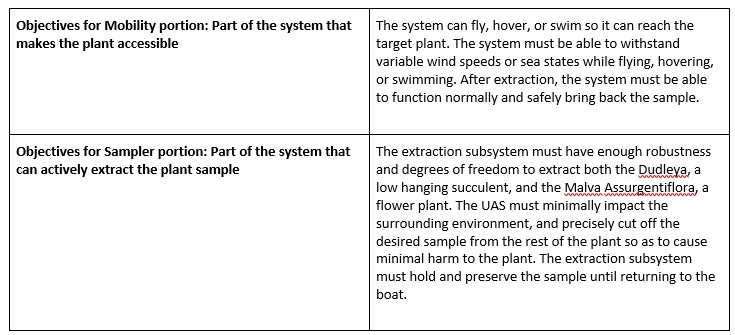 Objectives for Mobility portion: Part of the system that
makes the plant accessible
The system can fly, hover, or swim so it can reach the
target plant. The system must be able to withstand
variable wind speeds or sea states while flying, hovering,
or swimming. After extraction, the system must be able
to function normally and safely bring back the sample.
Objectives for Sampler portion: Part of the system that
can actively extract the plant sample
The extraction subsystem must have enough robustness
and degrees of freedom to extract both the Dudleya, a
low hanging succulent, and the Malva Assurgentiflora, a
flower plant. The UAS must minimally impact the
surrounding environment, and precisely cut off the
desired sample from the rest of the plant so as to cause
minimal harm to the plant. The extraction subsystem
must hold and preserve the sample until returning to the
boat.